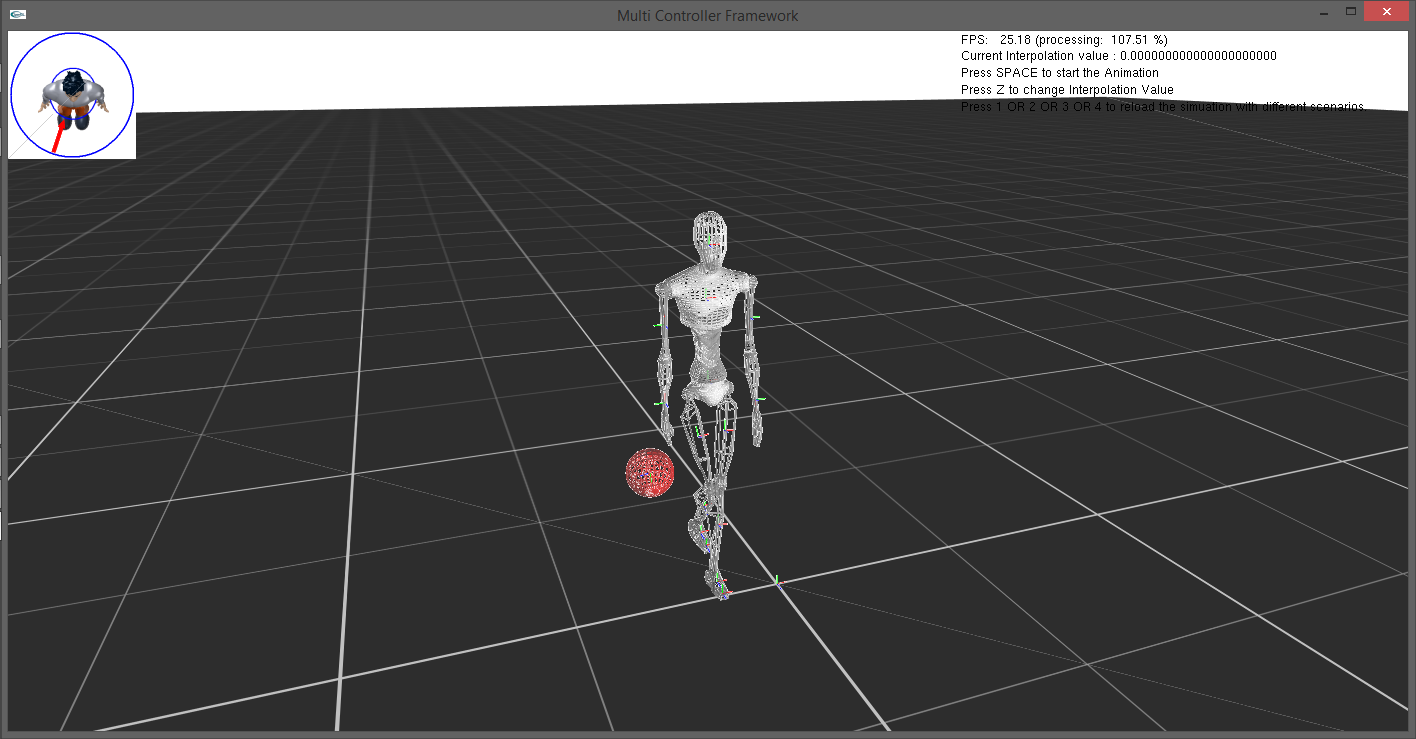 Multi Controller Framework
FPS: 25.18 (processing: 107.51 %)
Current Interpolation value : 0.000000000000000000000
Press SPACE to start the Animation
Press Z to change Interpolation Value
Press 1 OR 2 OR 3 OR 4 to reload the simuation with different scenarios.